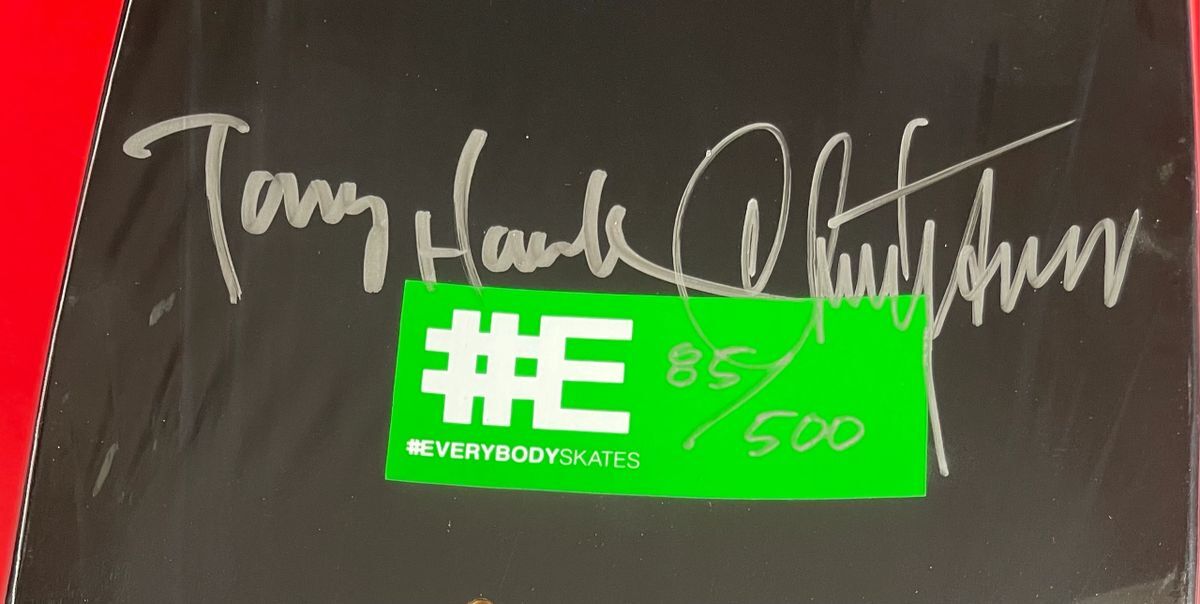 Tony Hawk
##E
85/500
#EVERYBODYSKATES